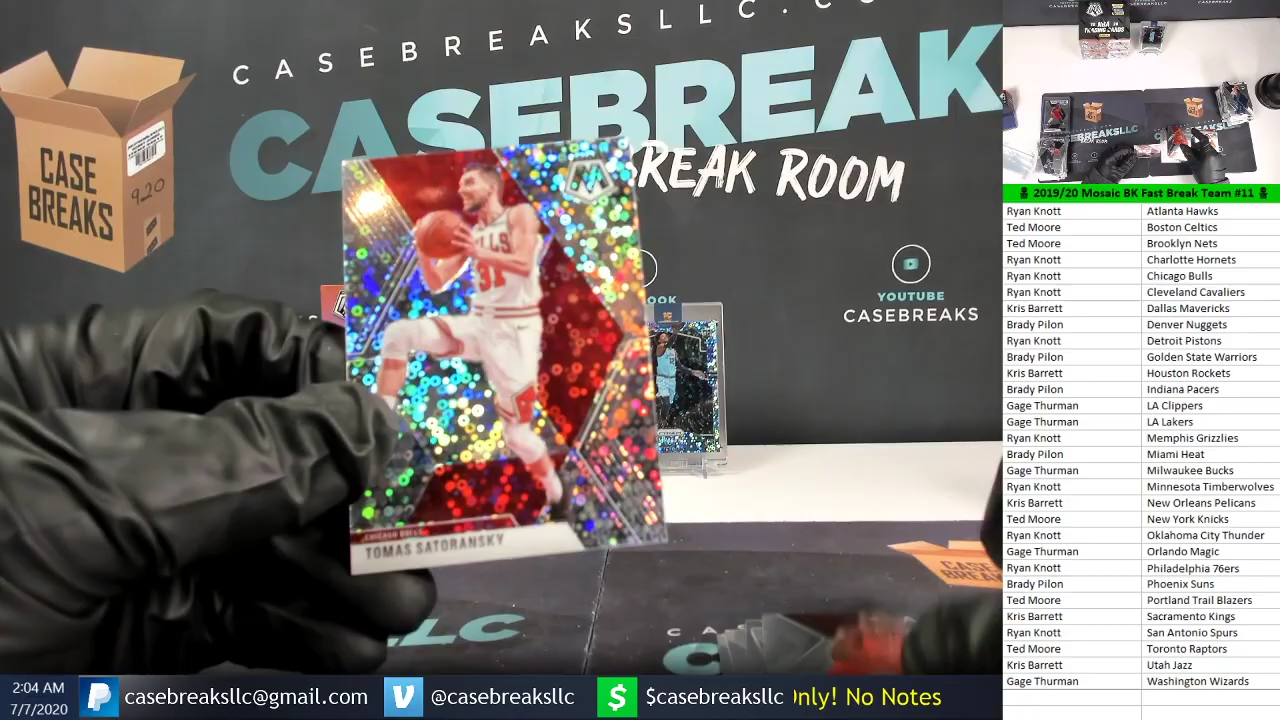 CASEBREAKSLLC.CO
CASEBREAK
BREAK ROOM
CASE
BREAKS
920
YOUTUBE
CASEBREAKS
BULLS
31
CHICAGO BULLS
TOMAS SATORANSKY
CASE
BREAK
LLC
2:04 AM
7/7/2020
casebreaksllc@gmail.com
@casebreaksllc
$casebreaksllc
Only! No Notes
2019/20 Mosaic BK Fast Break Team #11
Ryan Knott Atlanta Hawks
Ted Moore Boston Celtics
Ted Moore Brooklyn Nets
Ryan Knott Charlotte Hornets
Ryan Knott Chicago Bulls
Ryan Knott Cleveland Cavaliers
Kris Barrett Dallas Mavericks
Brady Pilon Denver Nuggets
Ryan Knott Detroit Pistons
Brady Pilon Golden State Warriors
Kris Barrett Houston Rockets
Brady Pilon Indiana Pacers
Gage Thurman LA Clippers
Gage Thurman LA Lakers
Ryan Knott Memphis Grizzlies
Brady Pilon Miami Heat
Gage Thurman Milwaukee Bucks
Ryan Knott Minnesota Timberwolves
Kris Barrett New Orleans Pelicans
Ted Moore New York Knicks
Ryan Knott Oklahoma City Thunder
Gage Thurman Orlando Magic
Ryan Knott Philadelphia 76ers
Brady Pilon Phoenix Suns
Ted Moore Portland Trail Blazers
Kris Barrett Sacramento Kings
Ryan Knott San Antonio Spurs
Ted Moore Toronto Raptors
Kris Barrett Utah Jazz
Gage Thurman Washington Wizards